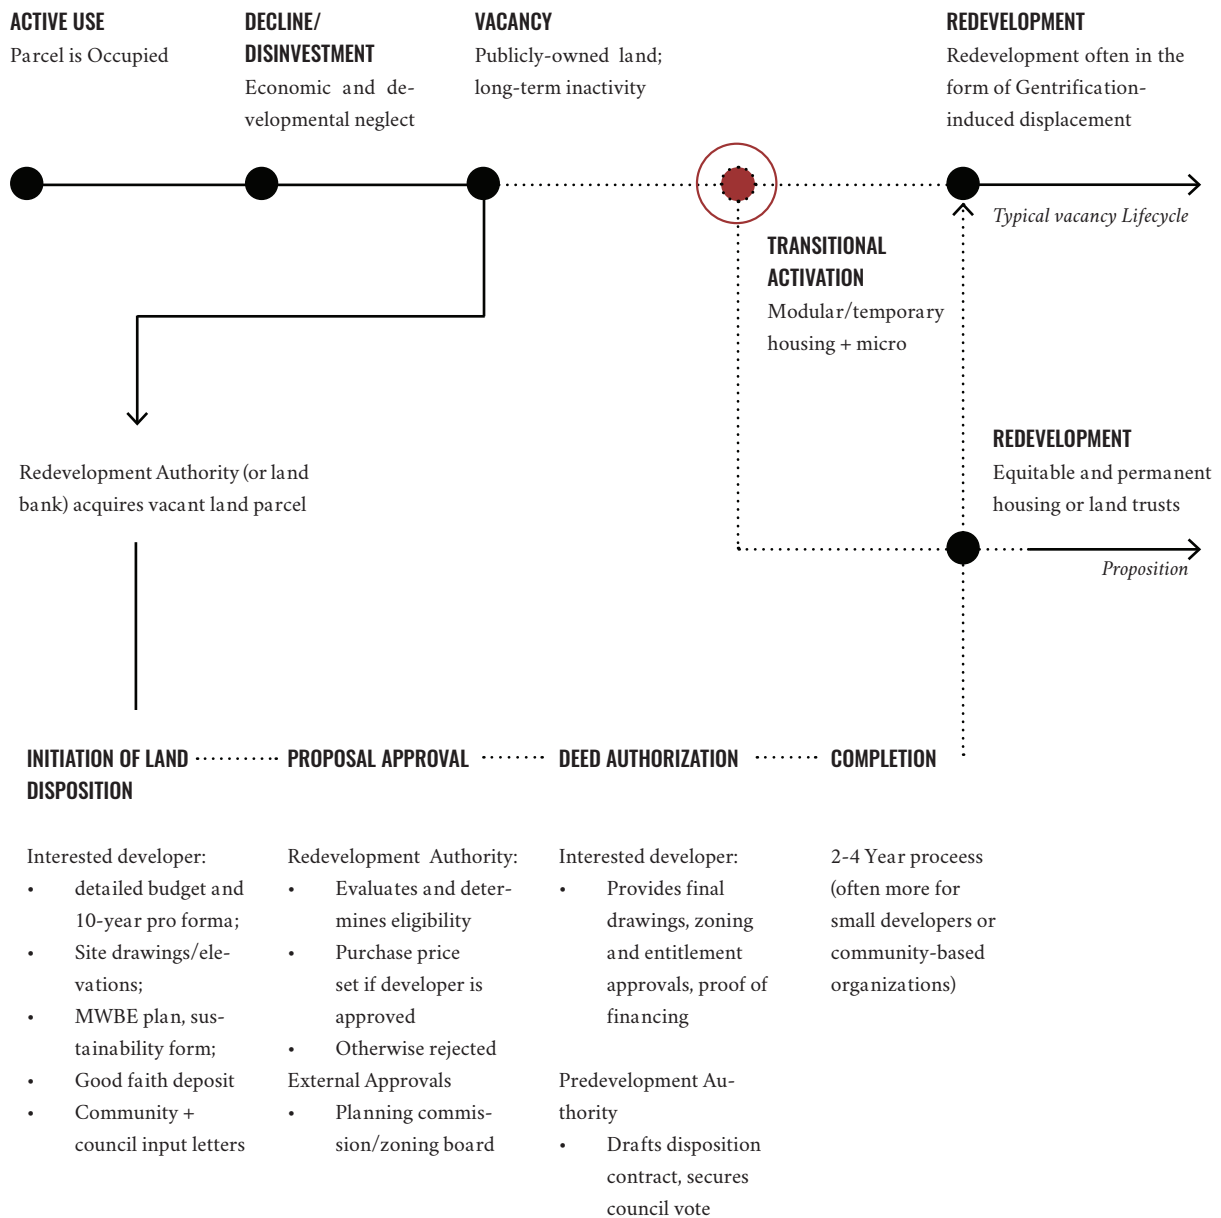 ACTIVE USE
Parcel is Occupied
DECLINE/
DISINVESTMENT
Economic and de-
velopmental neglect
VACANCY
Publicly-owned land;
long-term inactivity
REDEVELOPMENT
Redevelopment often in the
form of Gentrification-
induced displacement
Typical vacancy Lifecycle
TRANSITIONAL
ACTIVATION
Modular/temporary
housing + micro
REDEVELOPMENT
Equitable and permanent
housing or land trusts
Proposition
Redevelopment Authority (or land
bank) acquires vacant land parcel
INITIATION OF LAND
DISPOSITION
Interested developer:
• detailed budget and
10-year pro forma;
• Site drawings/ele-
vations;
• MWBE plan, sus-
tainability form;
• Good faith deposit
• Community +
council input letters
PROPOSAL APPROVAL
Redevelopment Authority:
• Evaluates and deter-
mines eligibility
• Purchase price
set if developer is
approved
• Otherwise rejected
External Approvals
• Planning commis-
sion/zoning board
DEED AUTHORIZATION
Interested developer:
• Provides final
drawings, zoning
and entitlement
approvals, proof of
financing
Predevelopment Au-
thority
• Drafts disposition
contract, secures
council vote
COMPLETION
2-4 Year proceess
(often more for
small developers or
community-based
organizations)